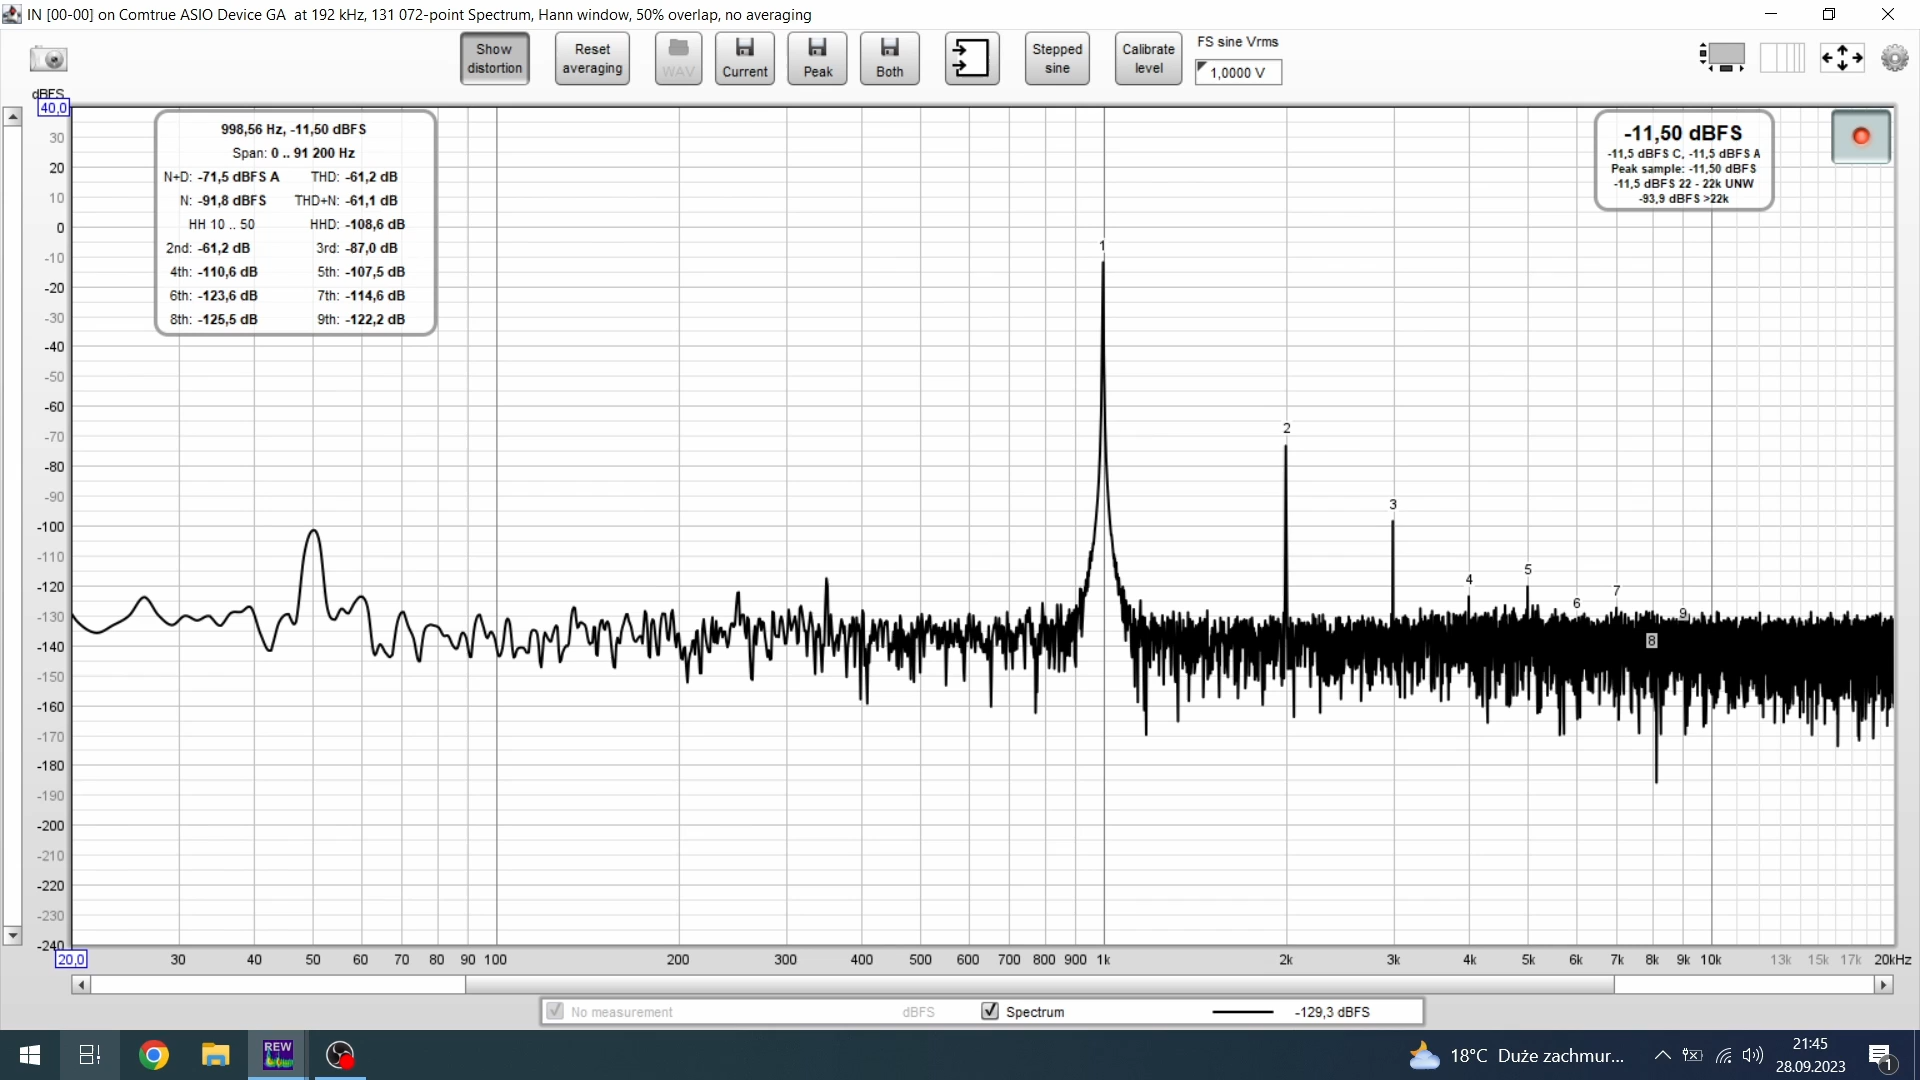 IN [00-00] on Comtrue ASIO Device GA  at 192 kHz, 131 072-point Spectrum, Hann window, 50% overlap, no averaging
Show distortion
Reset averaging
WAV
Current
Peak
Both
Stepped sine
Calibrate level
FS sine Vrms
1,0000 V
dBFS
40,0
30
20
10
0
-10
-20
-30
-40
-50
-60
-70
-80
-90
-100
-110
-120
-130
-140
-150
-160
-170
-180
-190
-200
-210
-220
-230
-240
998,56 Hz, -11,50 dBFS
Span: 0 .. 91 200 Hz
N+D: -71,5 dBFS A THD: -61,2 dB
N: -91,8 dBFS THD+N: -61,1 dB
HH 10 .. 50 HHD: -108,6 dB
2nd: -61,2 dB 3rd: -87,0 dB
4th: -110,6 dB 5th: -107,5 dB
6th: -123,6 dB 7th: -114,6 dB
8th: -125,5 dB 9th: -122,2 dB
-11,50 dBFS
-11,5 dBFS C, -11,5 dBFS A
Peak sample: -11,50 dBFS
-11,5 dBFS 22 - 22k UNW
-93,9 dBFS >22k
1
2
3
4
5
6
7
8
9
20,0 30 40 50 60 70 80 90 100 200 300 400 500 600 700 800 900 1k 2k 3k 4k 5k 6k 7k 8k 9k 10k 13k 15k 17k 20kHz
No measurement dBFS Spectrum -129,3 dBFS
REW
18°C Duże zachmur...
21:45
28.09.2023
1